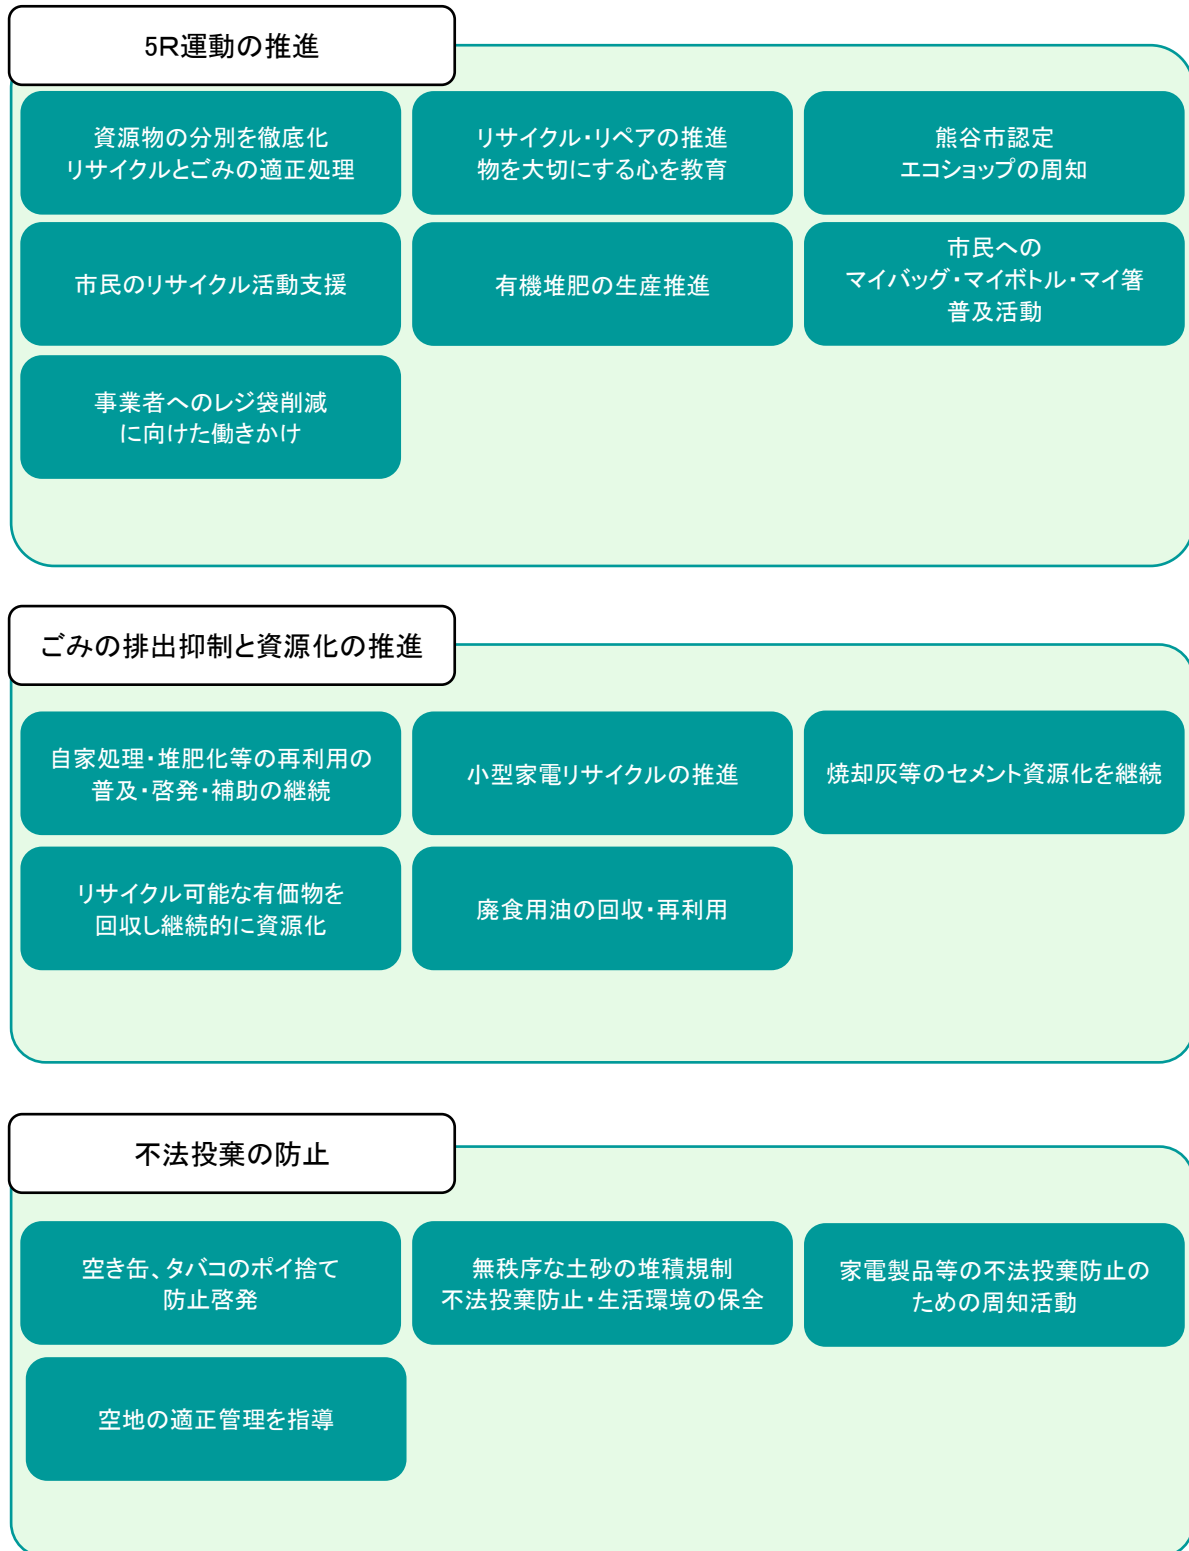 5R運動の推進
資源物の分別を徹底化
リサイクルとごみの適正処理
リサイクル・リペアの推進
物を大切にする心を教育
熊谷市認定
エコショップの周知
市民のリサイクル活動支援
有機堆肥の生産推進
市民への
マイバッグ・マイボトル・マイ箸
普及活動
事業者へのレジ袋削減
に向けた働きかけ
ごみの排出抑制と資源化の推進
自家処理・堆肥化等の再利用の
普及・啓発・補助の継続
小型家電リサイクルの推進
焼却灰等のセメント資源化を継続
リサイクル可能な有価物を
回収し継続的に資源化
廃食用油の回収・再利用
不法投棄の防止
空き缶、タバコのポイ捨て
防止啓発
無秩序な土砂の堆積規制
不法投棄防止・生活環境の保全
家電製品等の不法投棄防止の
ための周知活動
空地の適正管理を指導